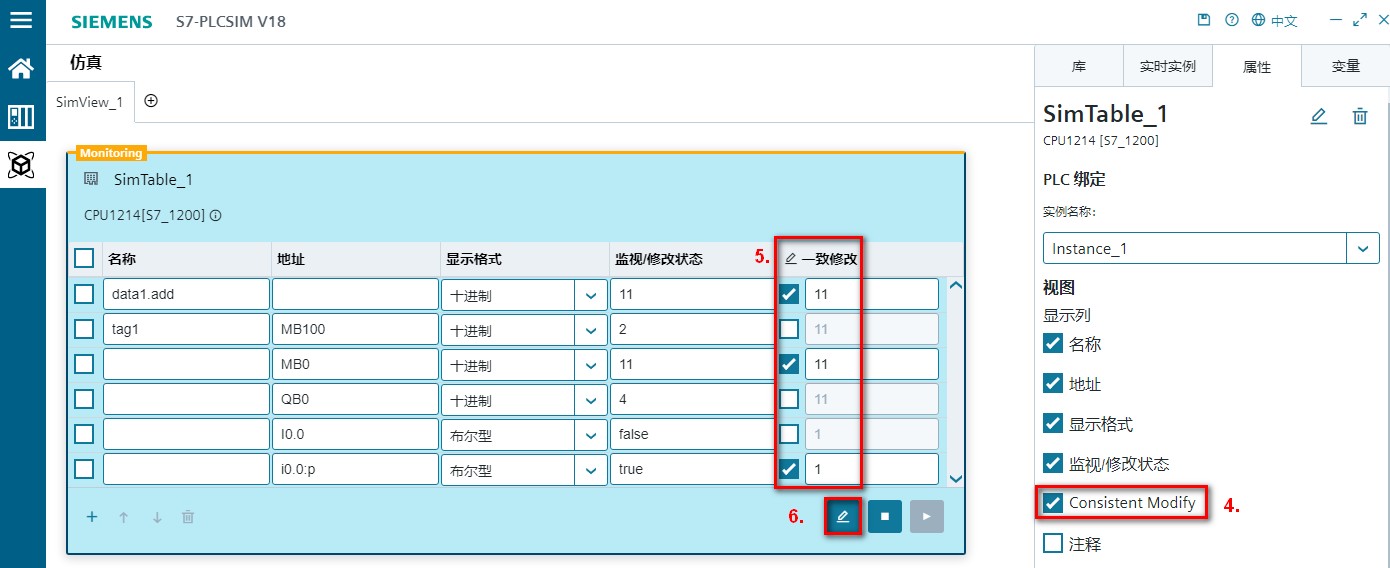 SIEMENS S7-PLCSIM V18 中文
仿真
SimView_1
Monitoring
SimTable_1
CPU1214[S7_1200]
5.
名称 地址 显示格式 监视/修改状态 一致修改
data1.add 十进制 11 11
tag1 MB100 十进制 2 11
MB0 十进制 11 11
QB0 十进制 4 11
I0.0 布尔型 false 1
i0.0:p 布尔型 true 1
6.
库 实时实例 属性 变量
SimTable_1
CPU1214 [S7_1200]
PLC 绑定
实例名称:
Instance_1
视图
显示列
名称
地址
显示格式
监视/修改状态
Consistent Modify 4.
注释